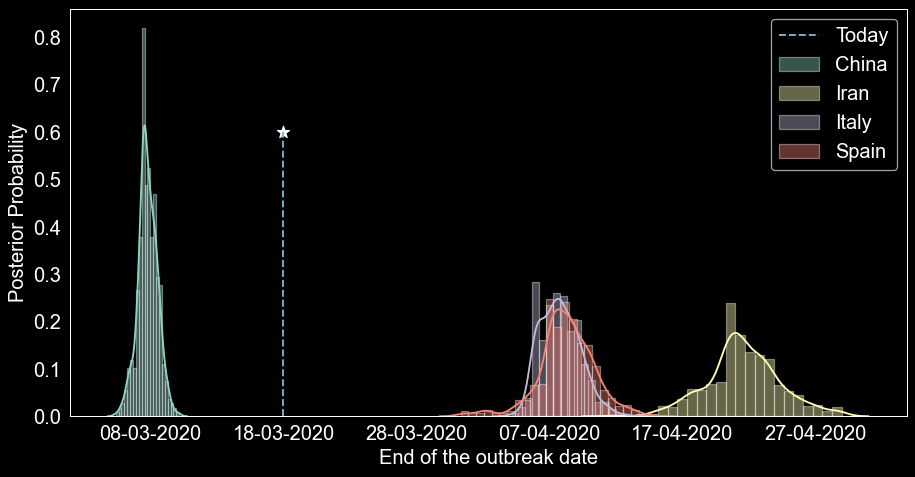 Today
China
Iran
Italy
Spain
Posterior Probability
0.8
0.7
0.6
0.5
0.4
0.3
0.2
0.1
0.0
08-03-2020 18-03-2020 28-03-2020 07-04-2020 17-04-2020 27-04-2020
End of the outbreak date